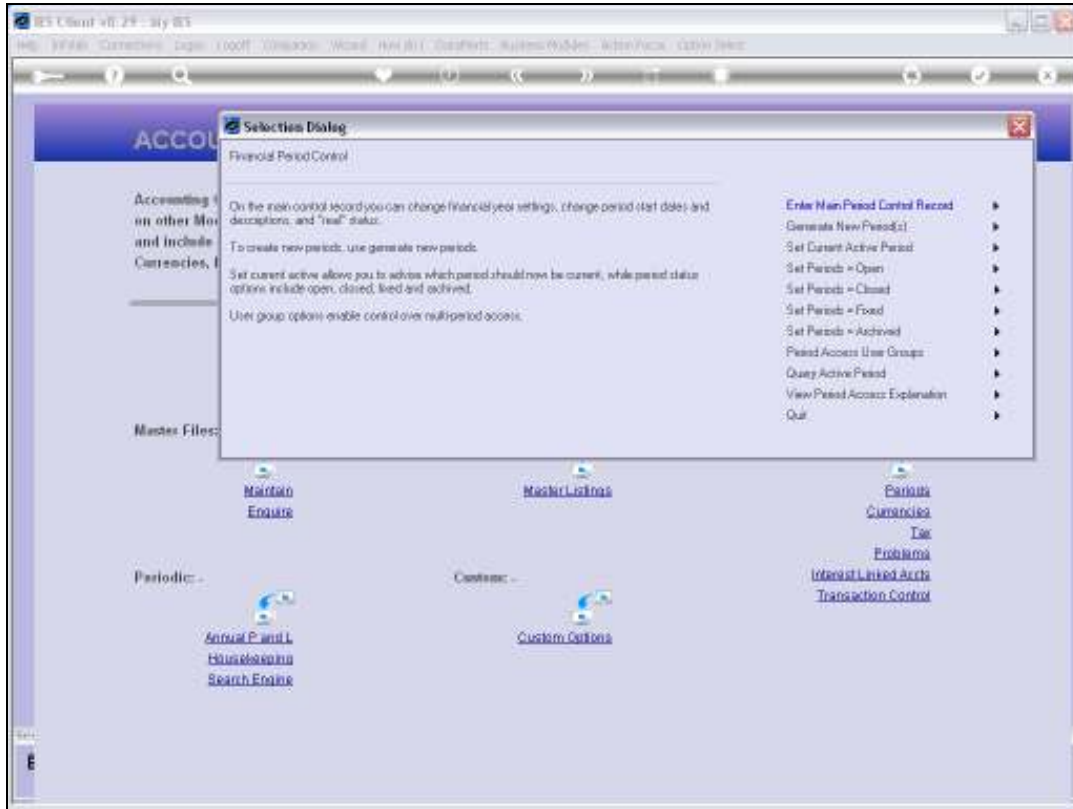 IES Client v0.29 - My IES
Selection Dialog
ACCOU
Financial Period Control
Accounting
on other Mo
and include
Currencies,
On the main control record you can change financial year settings, change period start dates and
descriptions, and "real" status.
To create new periods, use generate new periods.
Set current active allows you to advise which period should now be current, while period status
options include open, closed, fixed and archived.
User group options enable control over multi-period access.
Enter Main Period Control Record
Generate New Period(s)
Set Current Active Period
Set Periods = Open
Set Periods = Closed
Set Periods = Fixed
Set Periods = Archived
Period Access User Groups
Query Active Period
View Period Access Explanation
Quit
Master Files:
Maintain
Enquire
Master Listings
Periods
Currencies
Tax
Problems
Interest Linked Accts
Transaction Control
Periodic: -
Custom: -
Annual P and L
Housekeeping
Search Engine
Custom Options